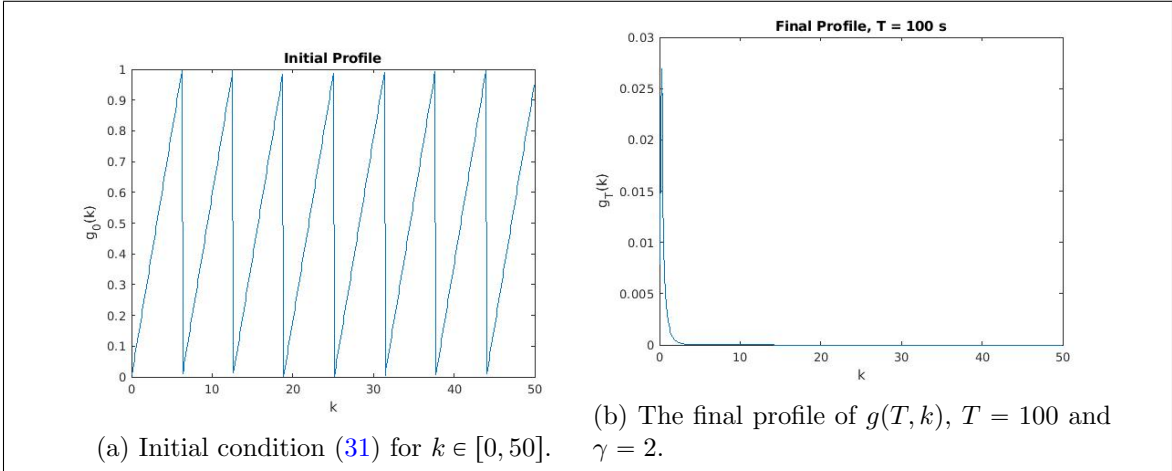 Initial Profile
1
0.9
0.8
0.7
0.6
0.5
0.4
0.3
0.2
0.1
0
g0(k)
0 10 20 30 40 50
k
(a) Initial condition (31) for k ∈ [0, 50].
Final Profile, T = 100 s
0.03
0.025
0.02
0.015
0.01
0.005
0
gT(k)
0 10 20 30 40 50
k
(b) The final profile of g(T, k), T = 100 and
γ = 2.